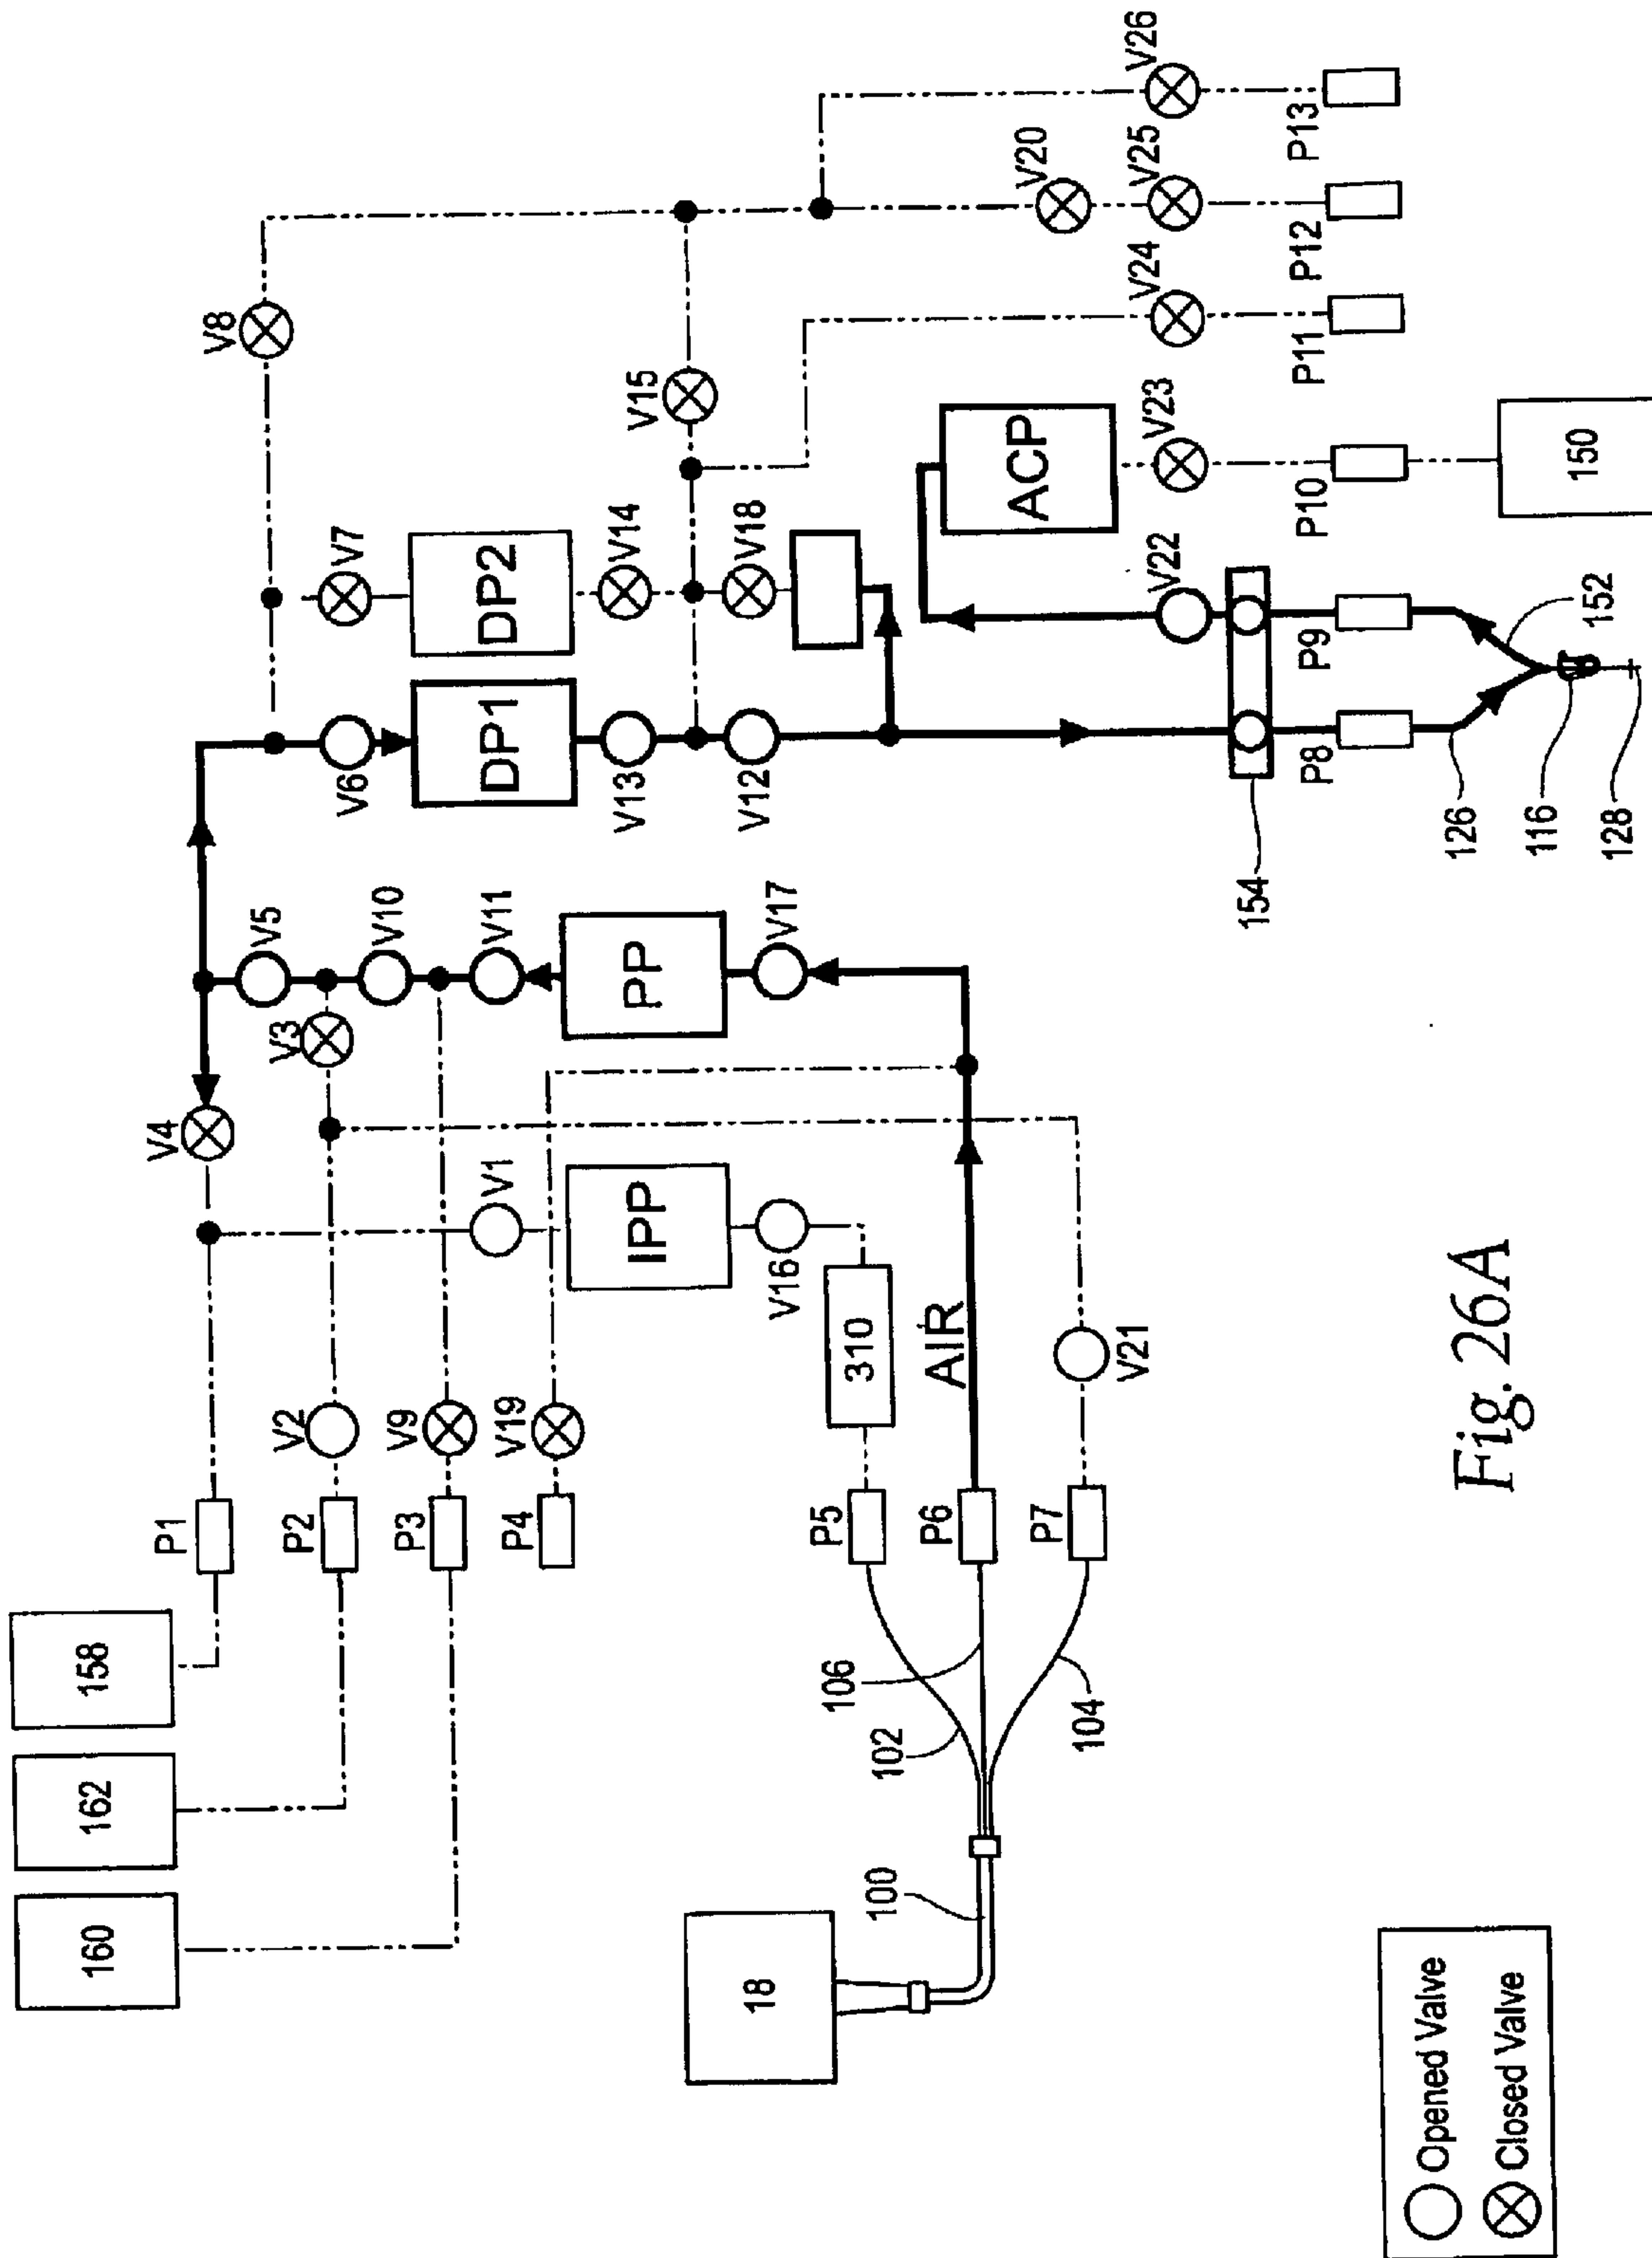 160
162
158
P1
P2
P3
P4
V2
V9
V19
V4
V3
V5
V10
V11
V1
IPP
V16
310
PP
V17
AIR
P5
P6
P7
V21
18
100
102
106
104
V6
DP1
V13
V12
V7
DP2
V14
V18
V8
V15
ACP
V22
V23
V24
V20
V25
V26
154
P8
P9
P10
P11
P12
P13
126
116
128
152
150
Opened Valve
Closed Valve
Fig. 26A